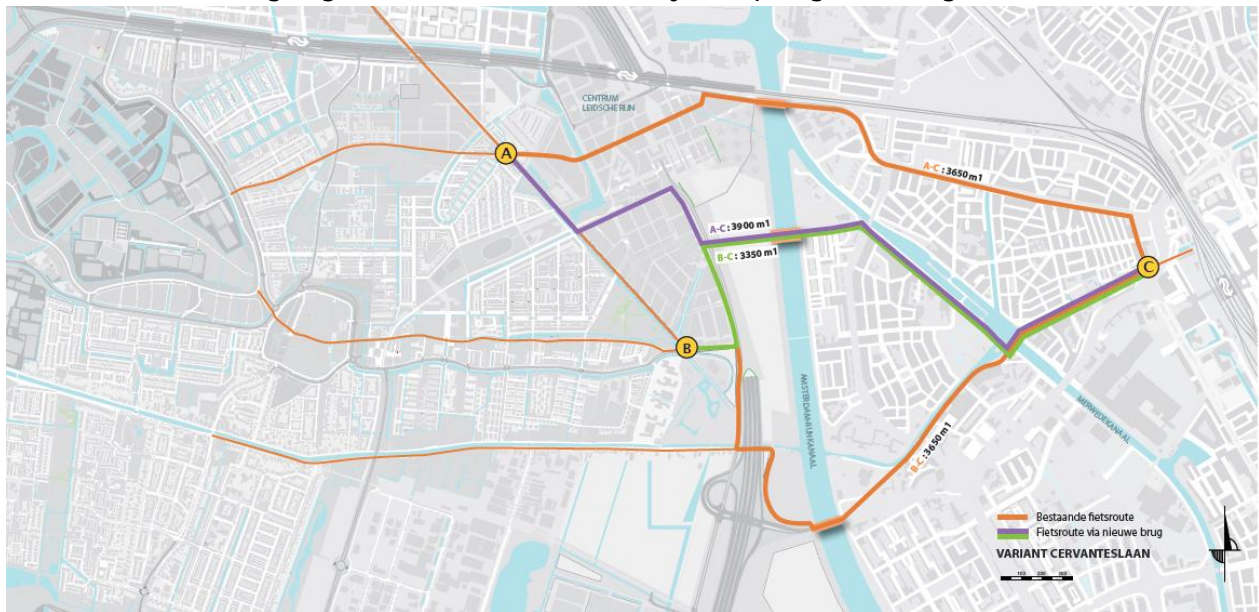 CENTRUM
LEIDSCHE RIJN
A
A-C : 3650 m1
A-C : 3900 m1
B-C : 3350 m1
C
B
AMSTERDAM-RIJNKANAAL
MERWEDEKANAAL
B-C : 3650 m1
Bestaande fietsroute
Fietsroute via nieuwe brug
VARIANT CERVANTESLAAN